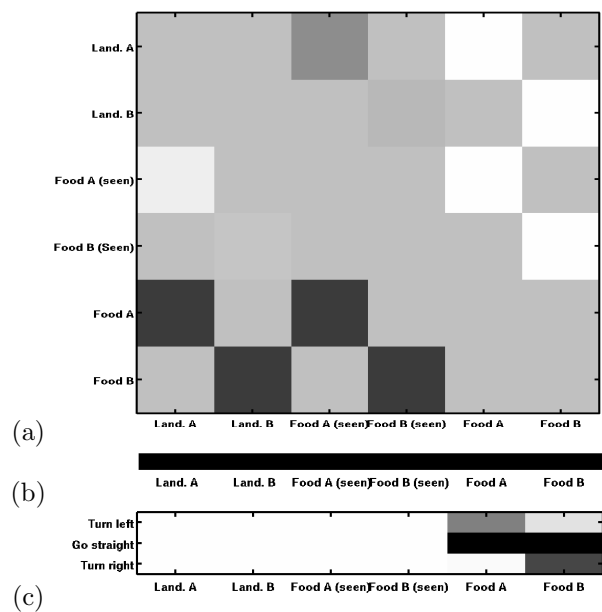 Land. A
Land. B
Food A (seen)
Food B (Seen)
Food A
Food B
Land. A Land. B Food A (seen) Food B (seen) Food A Food B
(a)
Land. A Land. B Food A (seen) Food B (seen) Food A Food B
(b)
Turn left
Go straight
Turn right
Land. A Land. B Food A (seen) Food B (seen) Food A Food B
(c)